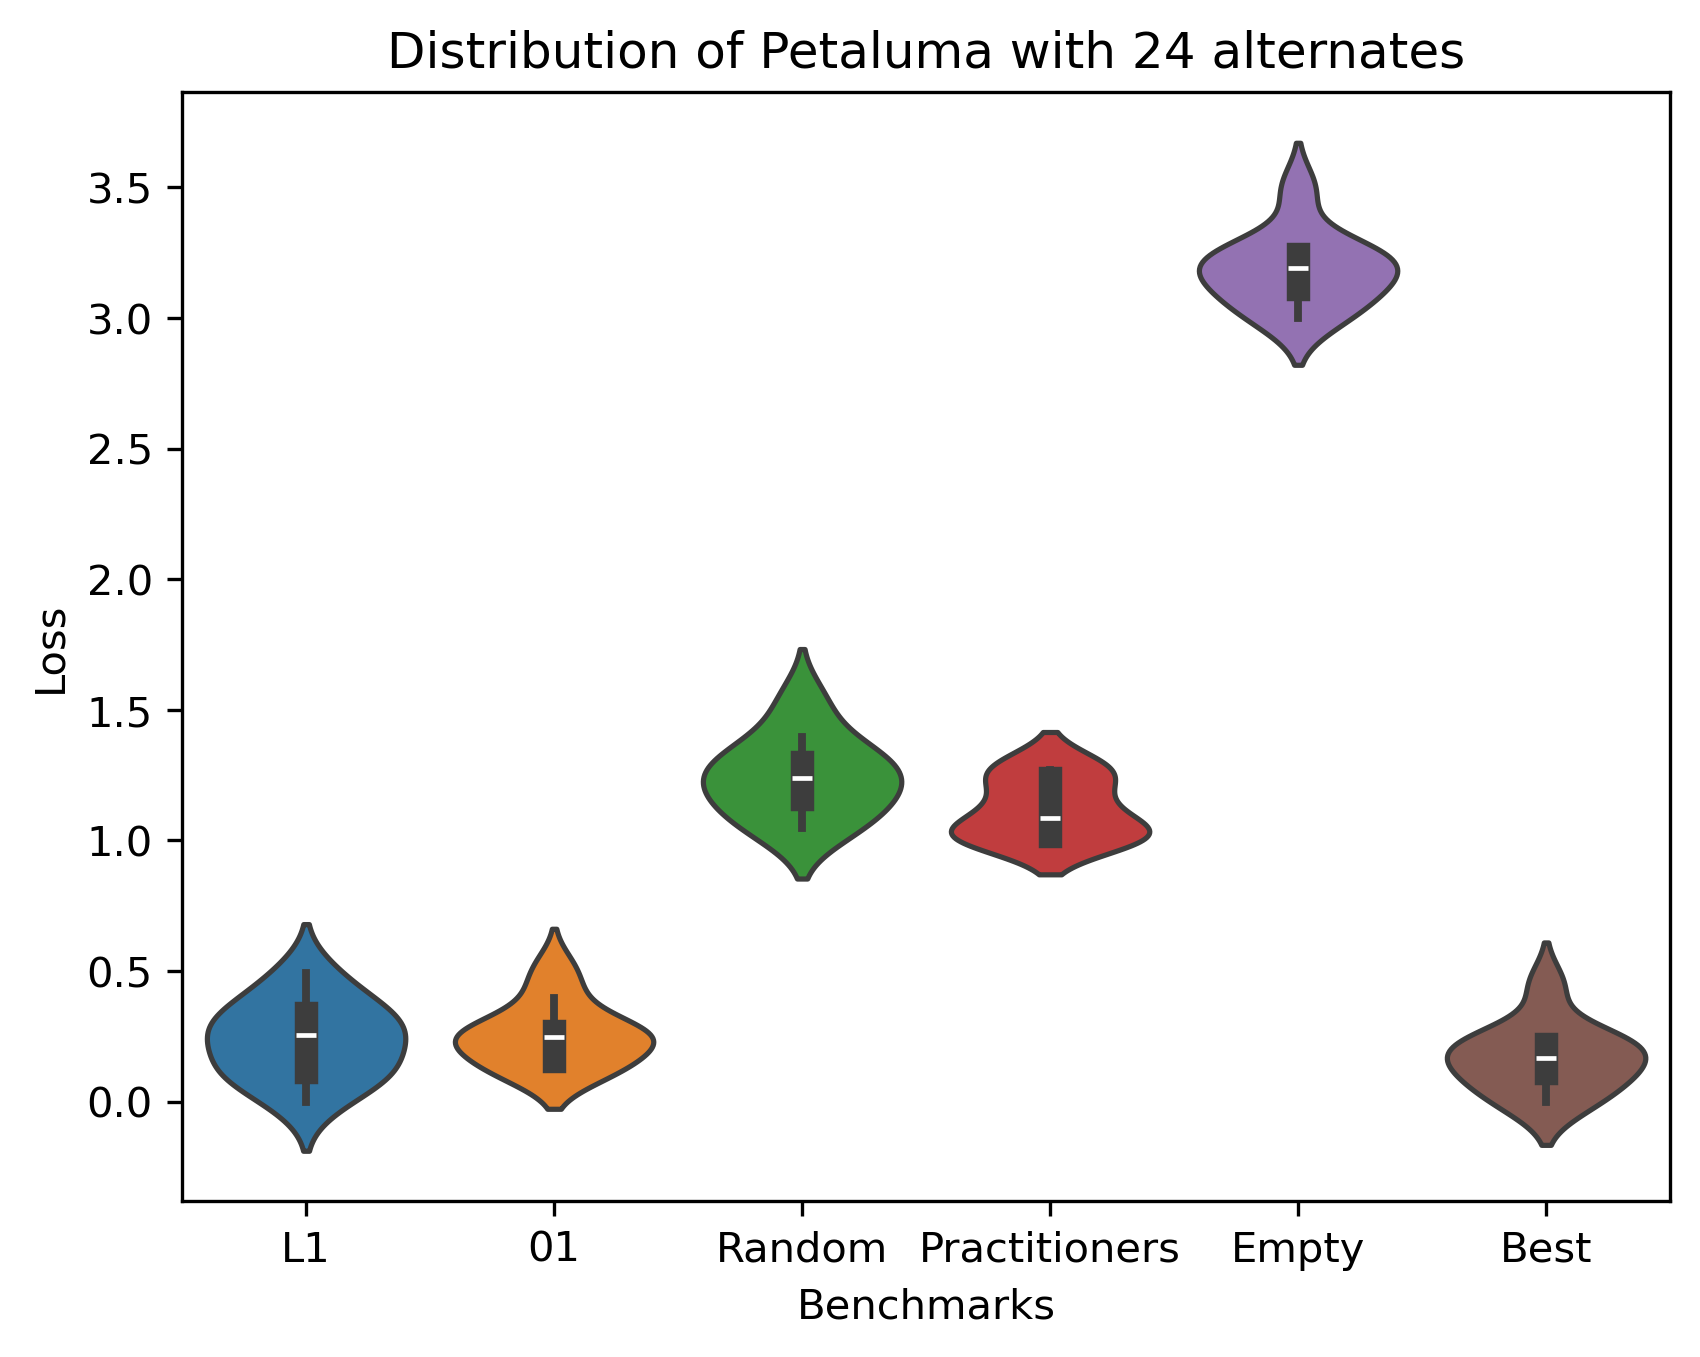 Distribution of Petaluma with 24 alternates
3.5
3.0
2.5
2.0
1.5
1.0
0.5
0.0
Loss
L1 01 Random Practitioners Empty Best
Benchmarks